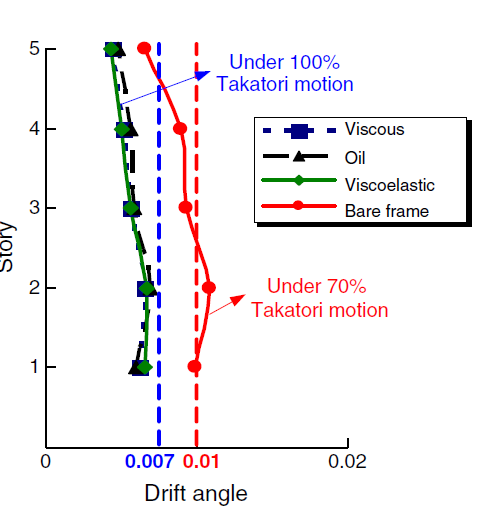 5
Under 100%
Takatori motion
4
Viscous
Oil
Viscoelastic
Bare frame
3
Story
2
Under 70%
Takatori motion
1
0 0.007 0.01 0.02
Drift angle